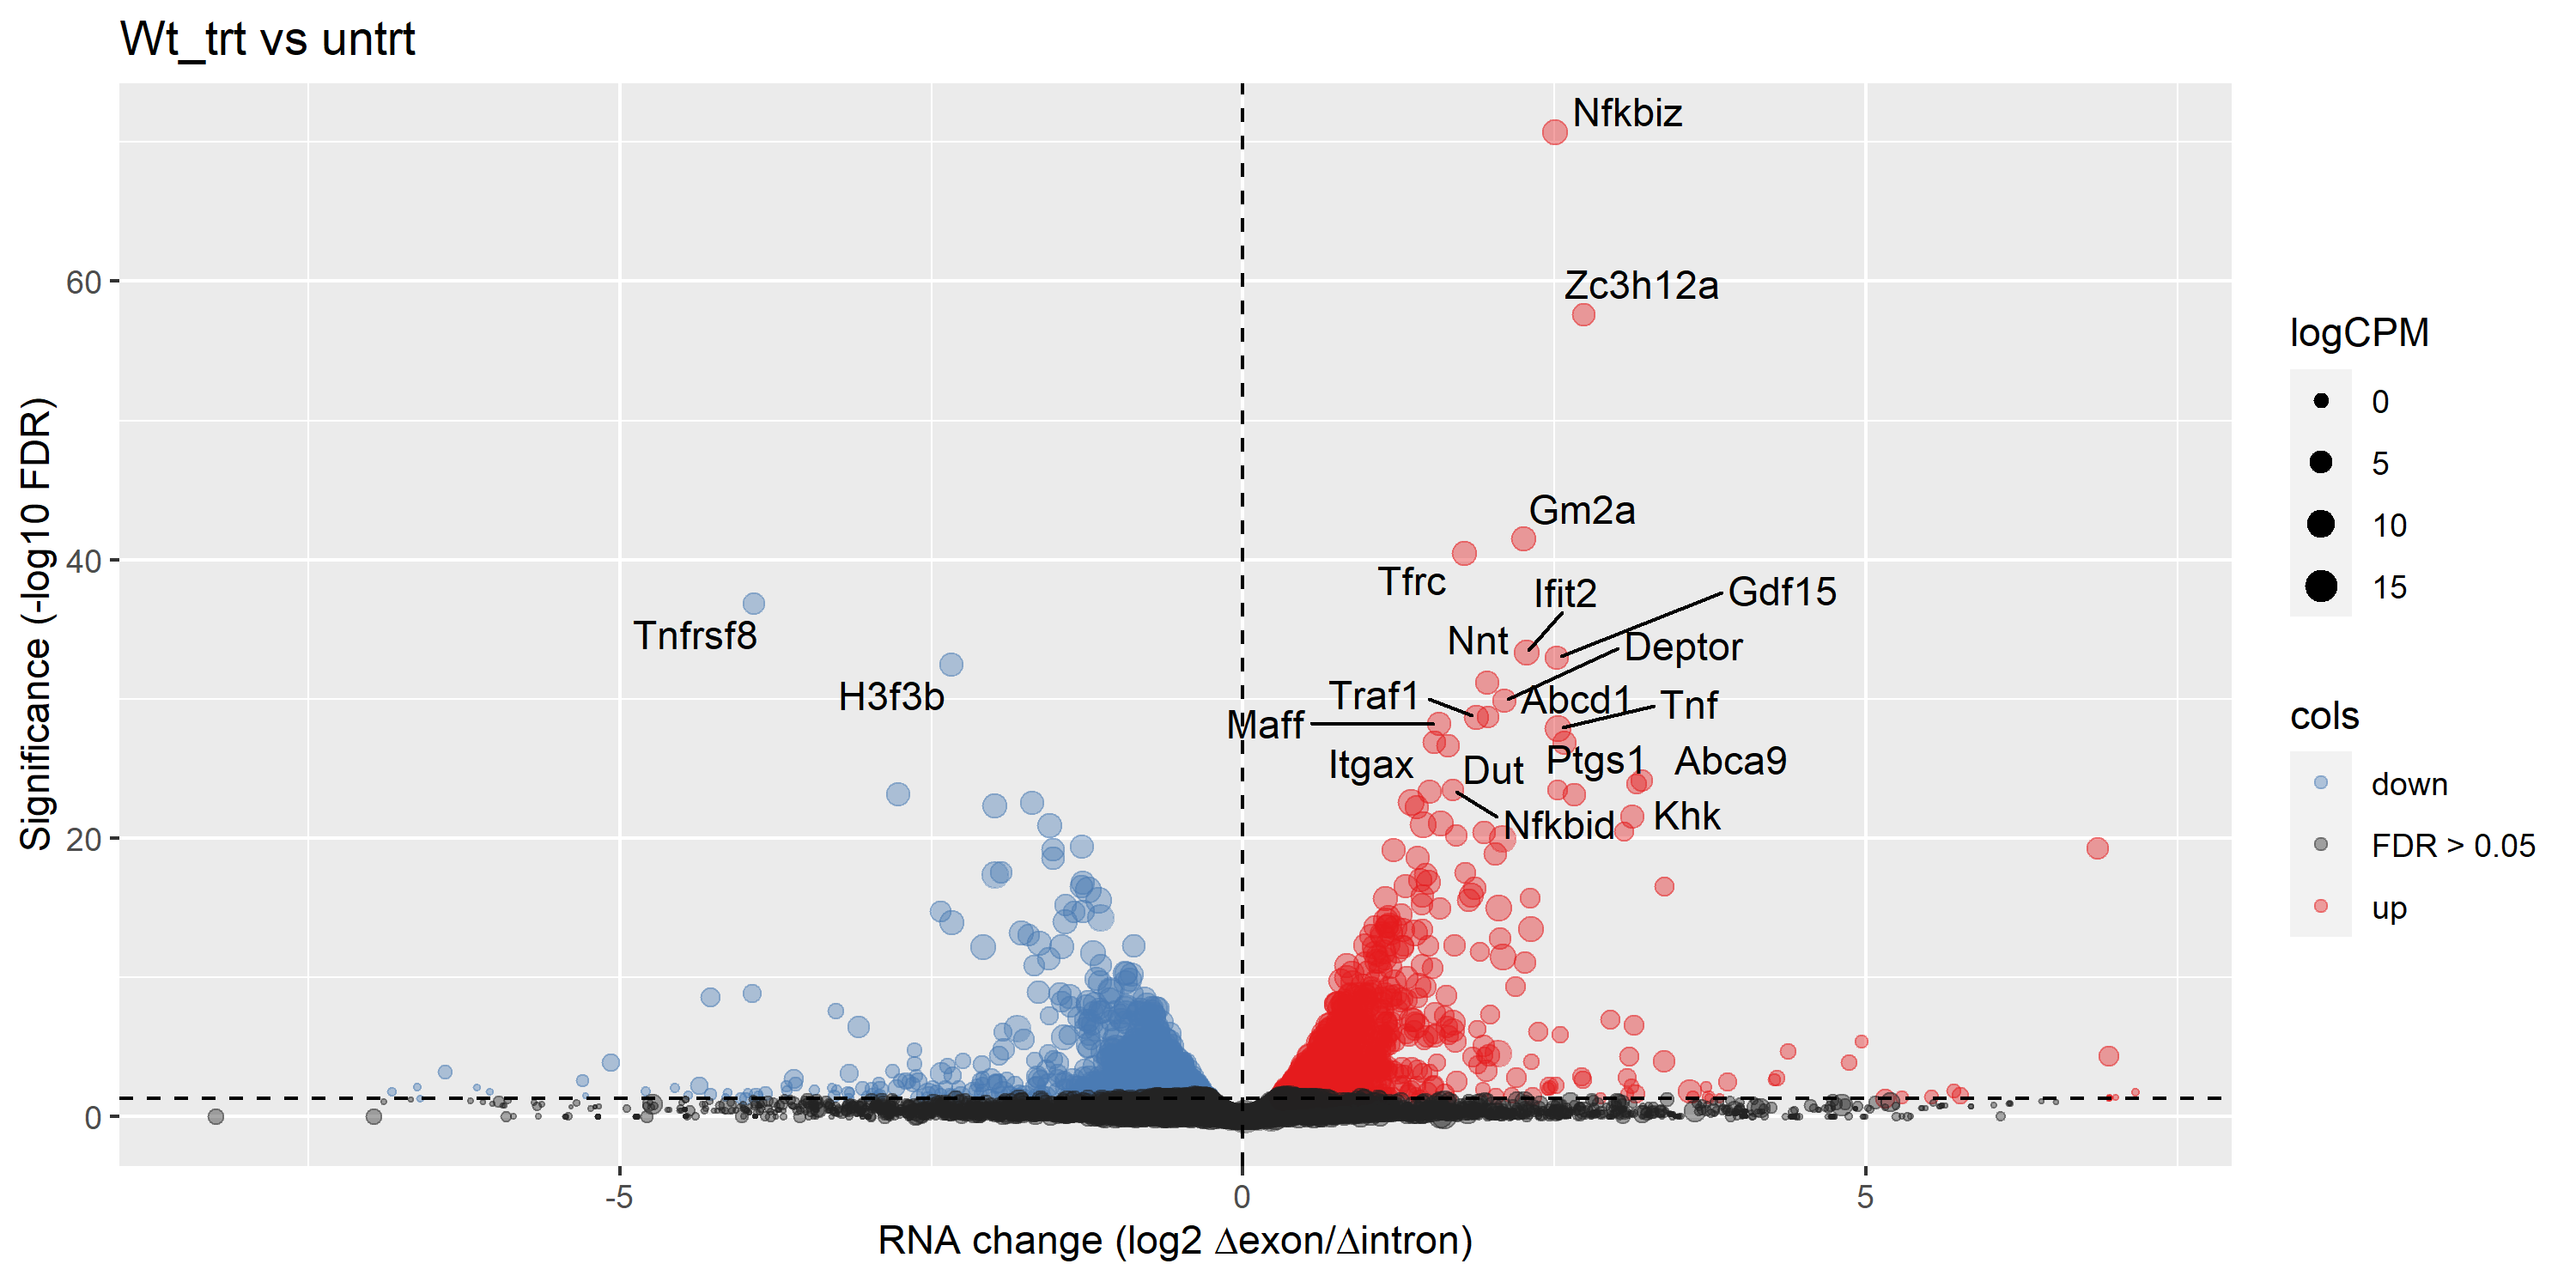 Wt_trt vs untrt
Nfkbiz
Zc3h12a
Gm2a
Tfrc
Ifit2
Gdf15
Tnfrsf8
Nnt
Deptor
H3f3b
Traf1
Abcd1
Tnf
Maff
Itgax
Dut
Ptgs1
Abca9
Nfkbid
Khk
Significance (-log10 FDR)
60
40
20
0
-5
0
5
RNA change (log2 Δexon/Δintron)
logCPM
0
5
10
15
cols
down
FDR > 0.05
up